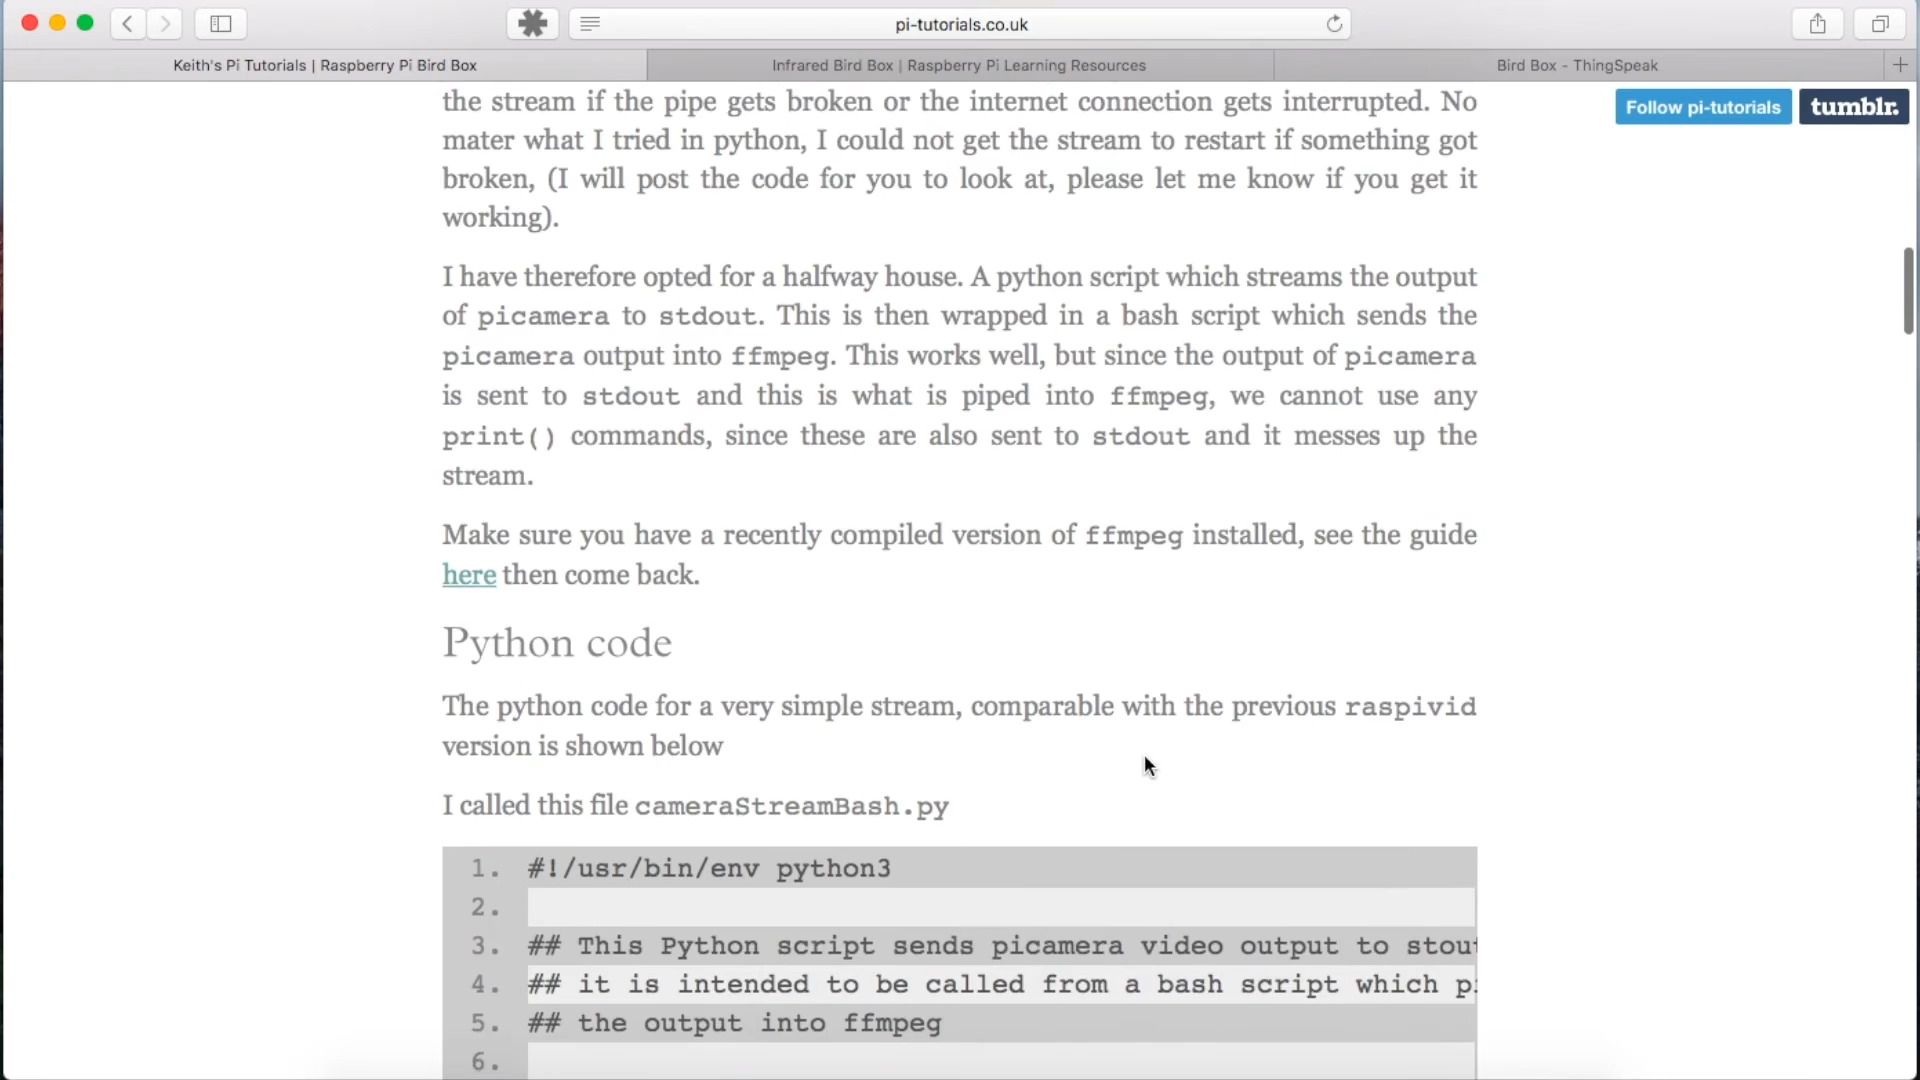 pi-tutorials.co.uk
Keith's Pi Tutorials | Raspberry Pi Bird Box
Infrared Bird Box | Raspberry Pi Learning Resources
Bird Box - ThingSpeak
Follow pi-tutorials
tumblr.
the stream if the pipe gets broken or the internet connection gets interrupted. No
mater what I tried in python, I could not get the stream to restart if something got
broken, (I will post the code for you to look at, please let me know if you get it
working).
I have therefore opted for a halfway house. A python script which streams the output
of picamera to stdout. This is then wrapped in a bash script which sends the
picamera output into ffmpeg. This works well, but since the output of picamera
is sent to stdout and this is what is piped into ffmpeg, we cannot use any
print() commands, since these are also sent to stdout and it messes up the
stream.
Make sure you have a recently compiled version of ffmpeg installed, see the guide
here then come back.
Python code
The python code for a very simple stream, comparable with the previous raspivid
version is shown below
I called this file cameraStreamBash.py
1. #!/usr/bin/env python3
2.
3. ## This Python script sends picamera video output to stout
4. ## it is intended to be called from a bash script which p
5. ## the output into ffmpeg
6.